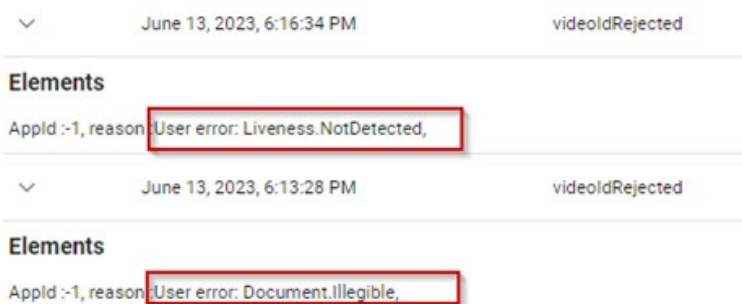 June 13, 2023, 6:16:34 PM videoIdRejected
Elements
AppId :-1, reason :User error: Liveness.NotDetected,
June 13, 2023, 6:13:28 PM videoIdRejected
Elements
AppId :-1, reason :User error: Document.Illegible,